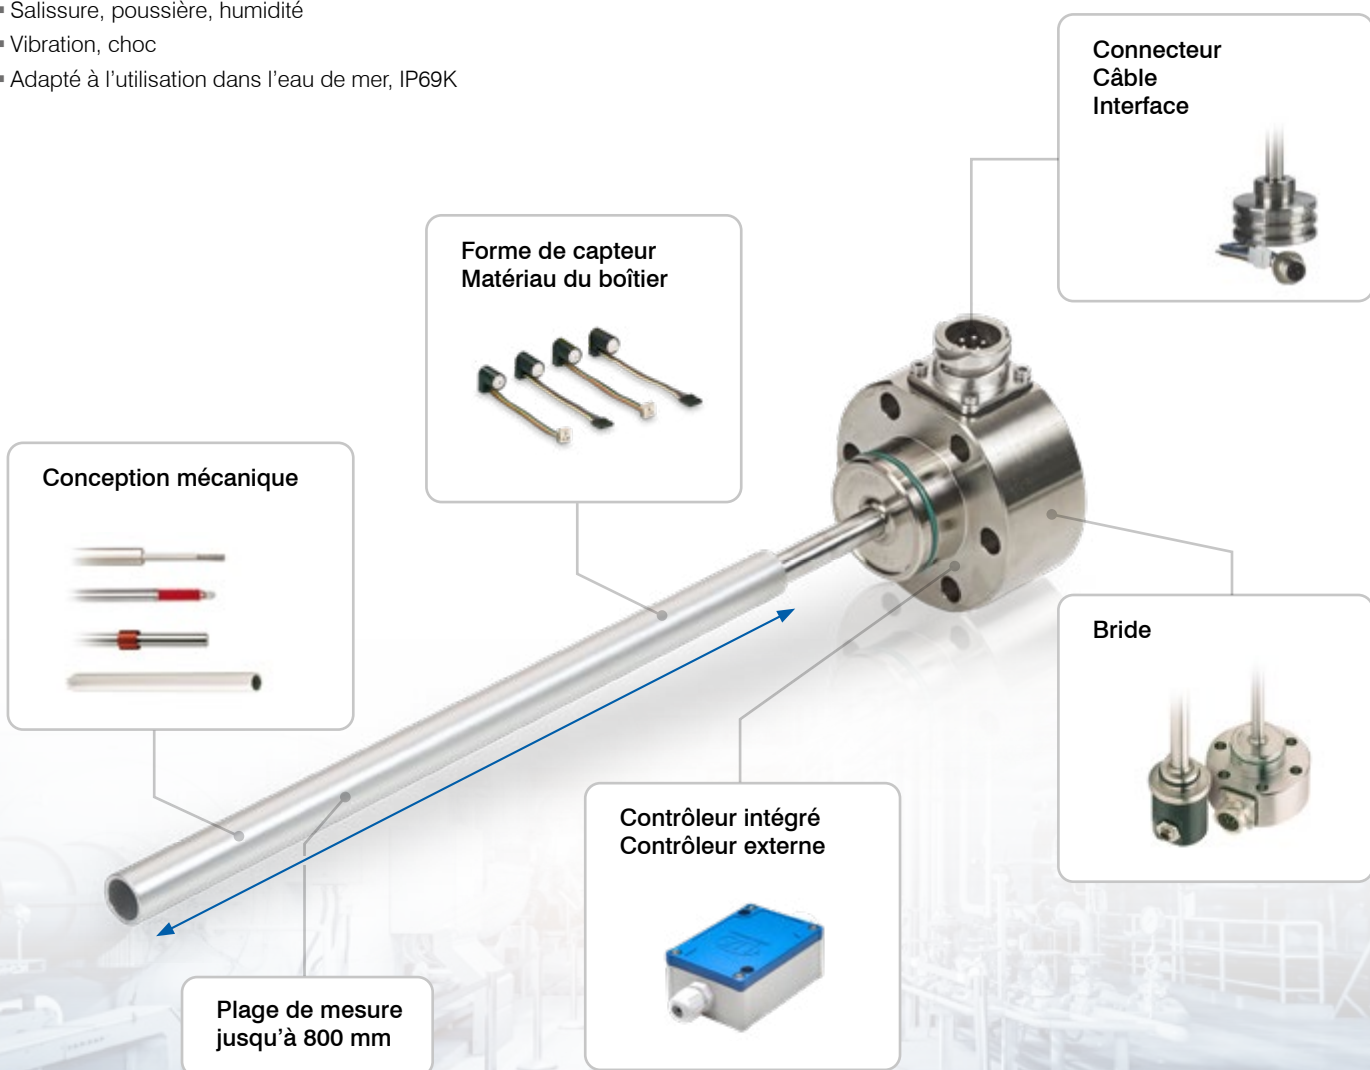 ▪ Salissure, poussière, humidité
▪ Vibration, choc
▪ Adapté à l’utilisation dans l’eau de mer, IP69K
Connecteur
Câble
Interface
Forme de capteur
Matériau du boîtier
Conception mécanique
Bride
Contrôleur intégré
Contrôleur externe
Plage de mesure
jusqu’à 800 mm